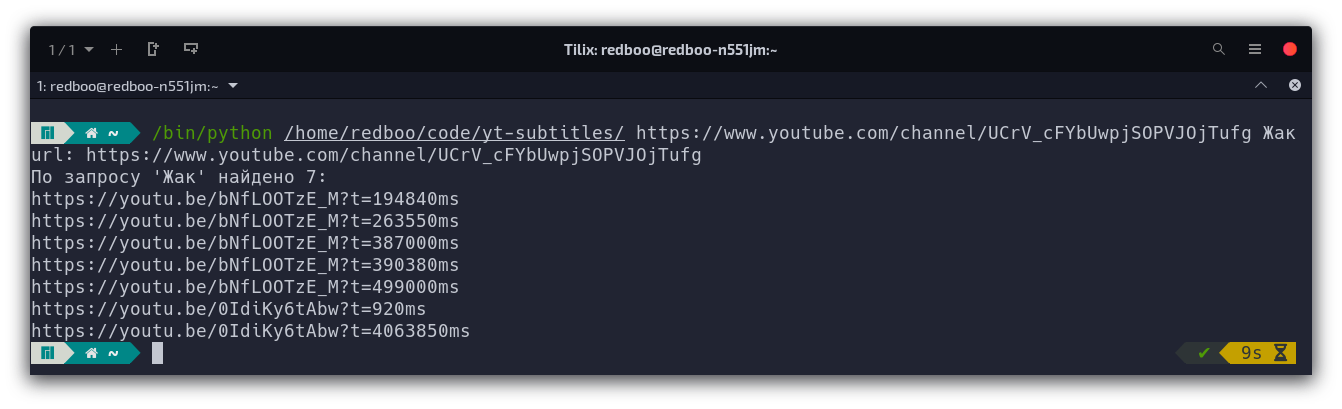 1 / 1
Tilix: redboo@redboo-n551jm:~
1: redboo@redboo-n551jm:~
~ /bin/python /home/redboo/code/yt-subtitles/ https://www.youtube.com/channel/UCrV_cFYbUwpjSOPVJOjTufg Жак
url: https://www.youtube.com/channel/UCrV_cFYbUwpjSOPVJOjTufg
По запросу 'Жак' найдено 7:
https://youtu.be/bNfLOOTzE_M?t=194840ms
https://youtu.be/bNfLOOTzE_M?t=263550ms
https://youtu.be/bNfLOOTzE_M?t=387000ms
https://youtu.be/bNfLOOTzE_M?t=390380ms
https://youtu.be/bNfLOOTzE_M?t=499000ms
https://youtu.be/0IdiKy6tAbw?t=920ms
https://youtu.be/0IdiKy6tAbw?t=4063850ms
~ ✔ 9s